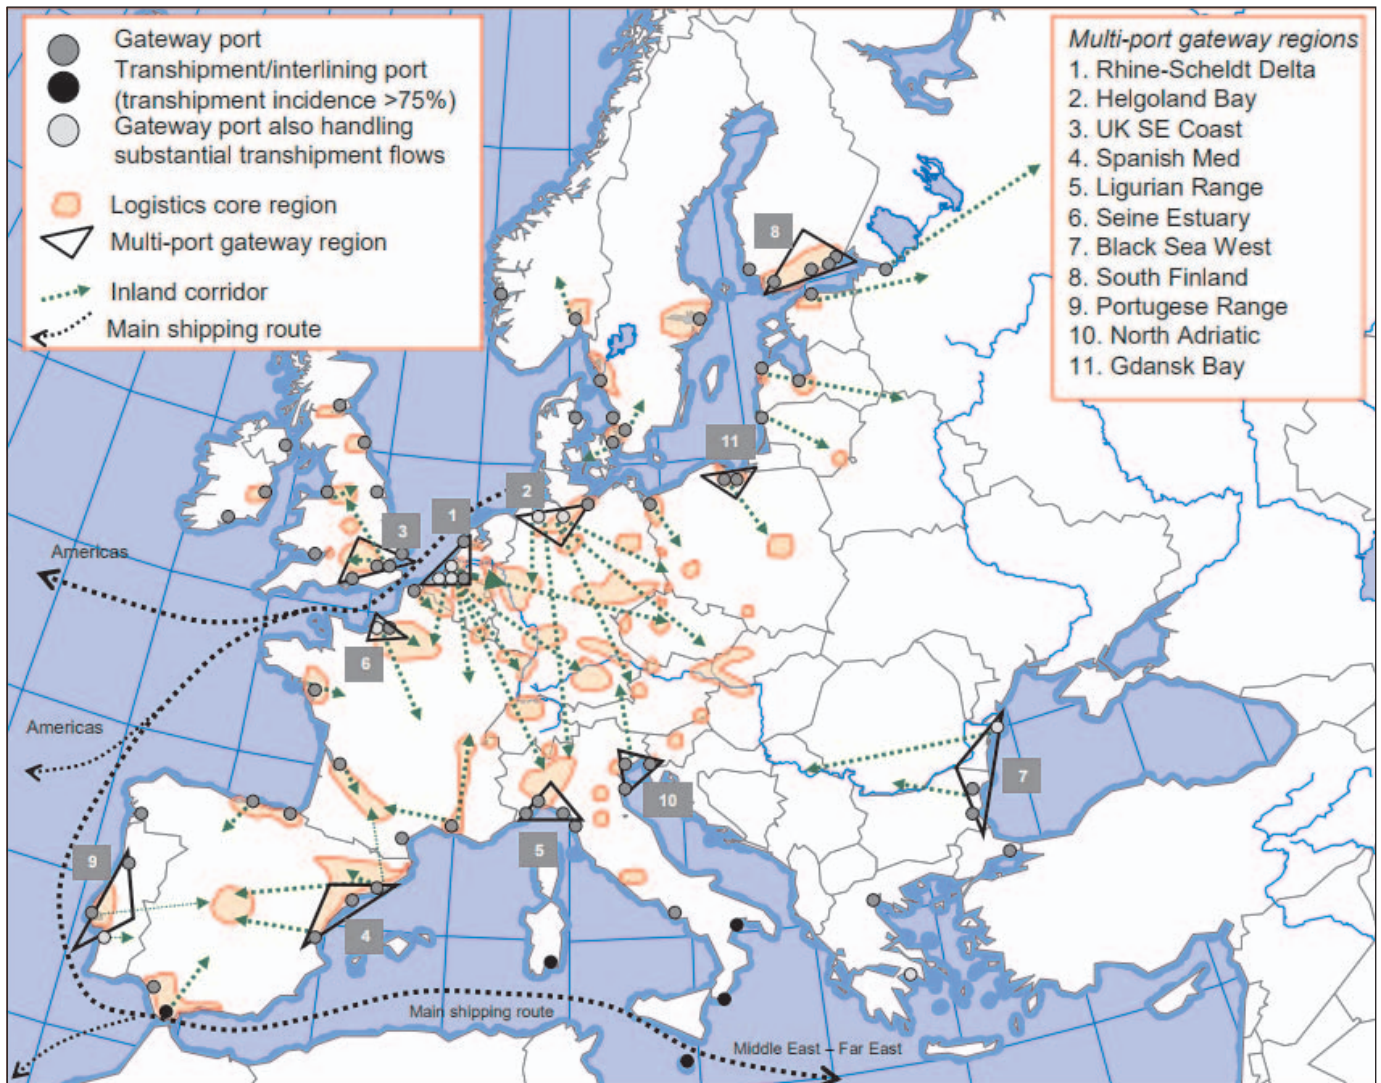 Gateway port
Transhipment/interlining port
(transhipment incidence >75%)
Gateway port also handling
substantial transhipment flows
Logistics core region
Multi-port gateway region
Inland corridor
Main shipping route
Multi-port gateway regions
1. Rhine-Scheldt Delta
2. Helgoland Bay
3. UK SE Coast
4. Spanish Med
5. Ligurian Range
6. Seine Estuary
7. Black Sea West
8. South Finland
9. Portugese Range
10. North Adriatic
11. Gdansk Bay
8
11
2
1
3
Americas
6
Americas
7
10
5
9
4
Main shipping route
Middle East – Far East